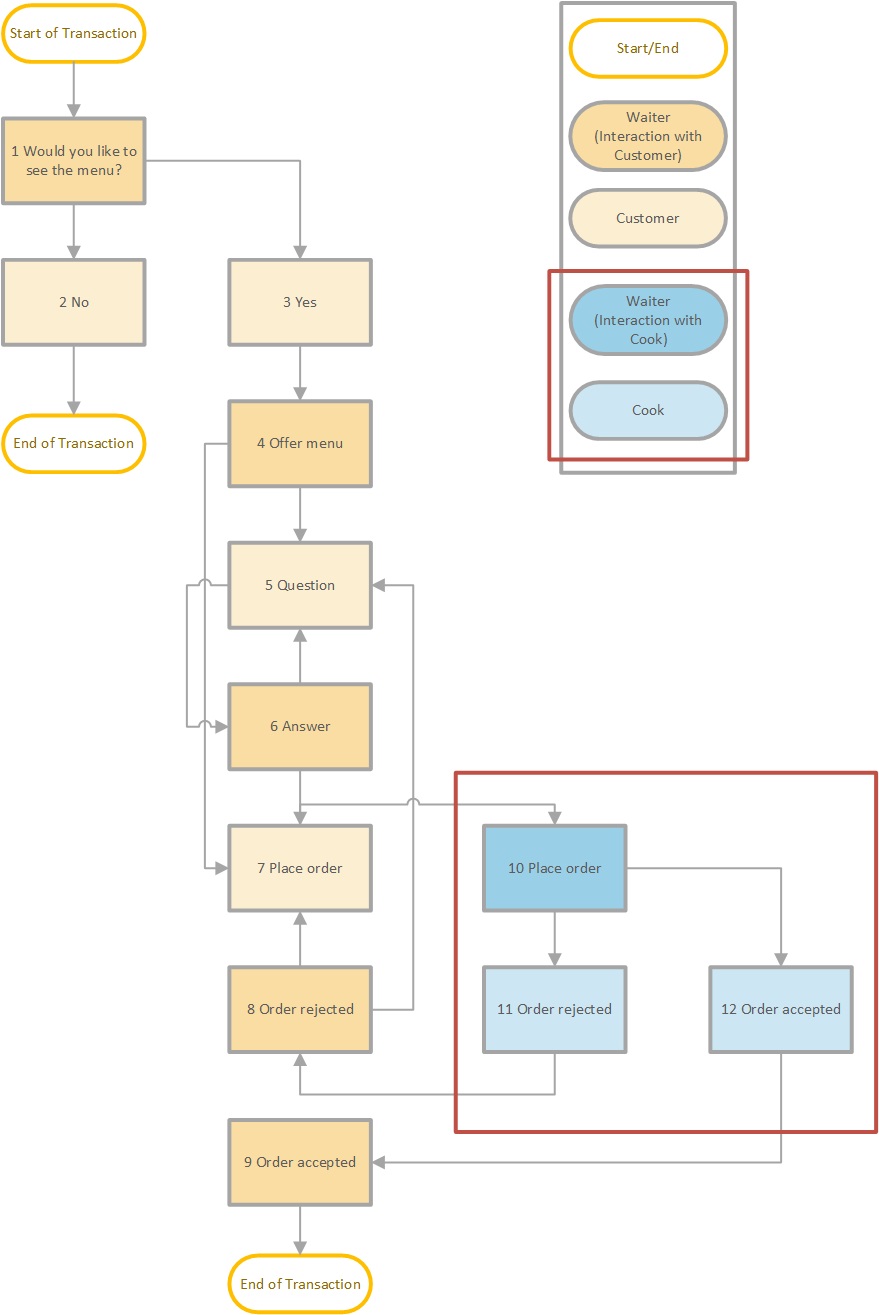 Start of Transaction
1 Would you like to
see the menu?
2 No
3 Yes
End of Transaction
4 Offer menu
5 Question
6 Answer
7 Place order
8 Order rejected
9 Order accepted
End of Transaction
10 Place order
11 Order rejected
12 Order accepted
Start/End
Waiter
(Interaction with
Customer)
Customer
Waiter
(Interaction with
Cook)
Cook